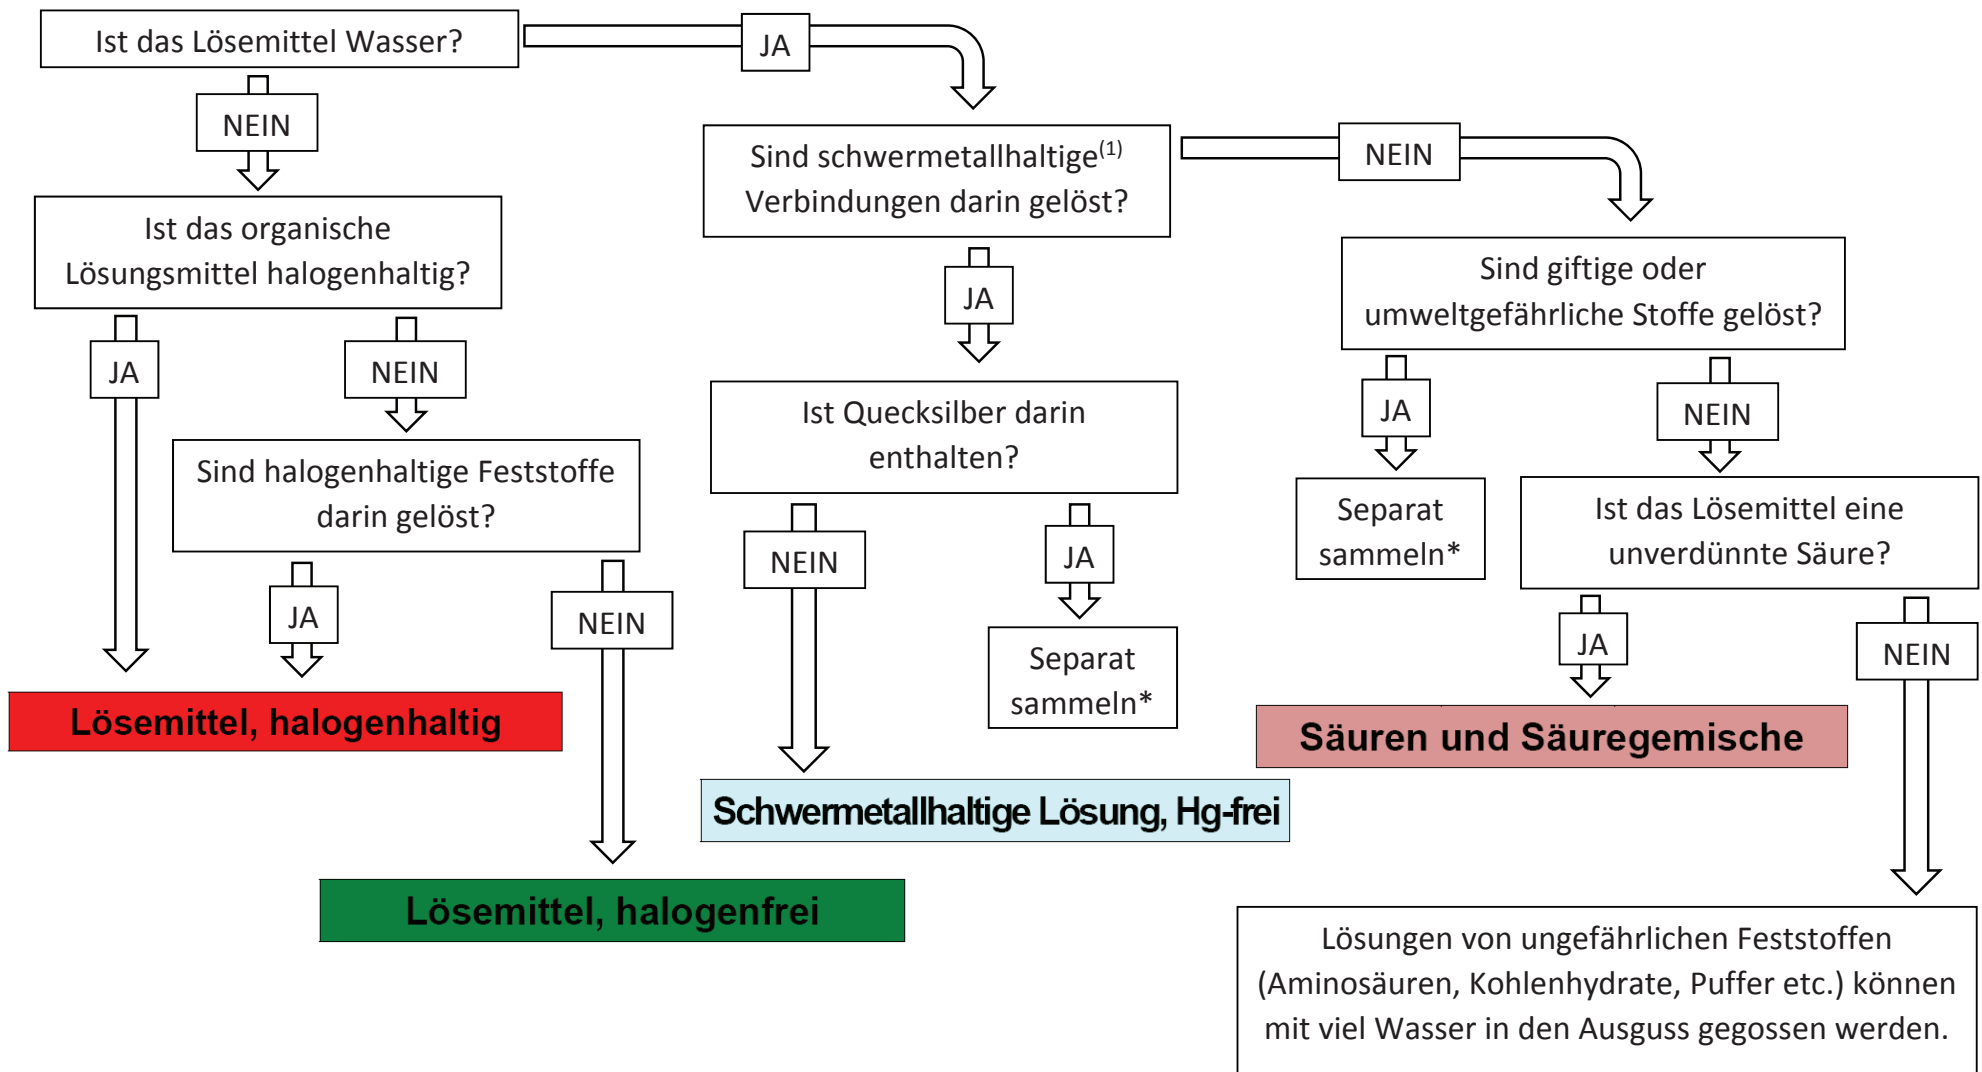 Ist das Lösemittel Wasser?
JA
NEIN
Sind schwermetallhaltige(1)
Verbindungen darin gelöst?
NEIN
Ist das organische
Lösungsmittel halogenhaltig?
JA
Sind giftige oder
umweltgefährliche Stoffe gelöst?
JA
NEIN
Ist Quecksilber darin
enthalten?
JA
NEIN
Sind halogenhaltige Feststoffe
darin gelöst?
Separat
sammeln*
Ist das Lösemittel eine
unverdünnte Säure?
NEIN
JA
JA
NEIN
Separat
sammeln*
JA
NEIN
Lösemittel, halogenhaltig
Säuren und Säuregemische
Schwermetallhaltige Lösung, Hg-frei
Lösemittel, halogenfrei
Lösungen von ungefährlichen Feststoffen
(Aminosäuren, Kohlenhydrate, Puffer etc.) können
mit viel Wasser in den Ausguss gegossen werden.